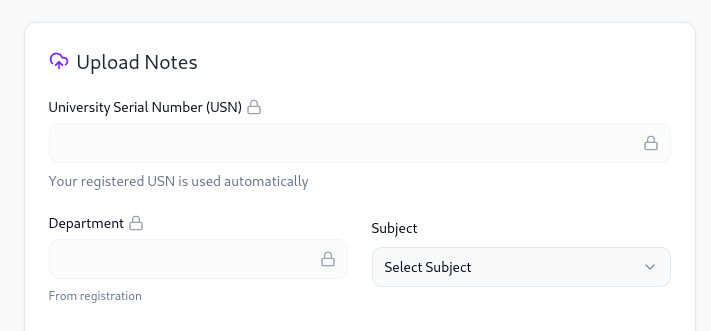 Upload Notes
University Serial Number (USN)
Your registered USN is used automatically
Department
Subject
Select Subject
From registration